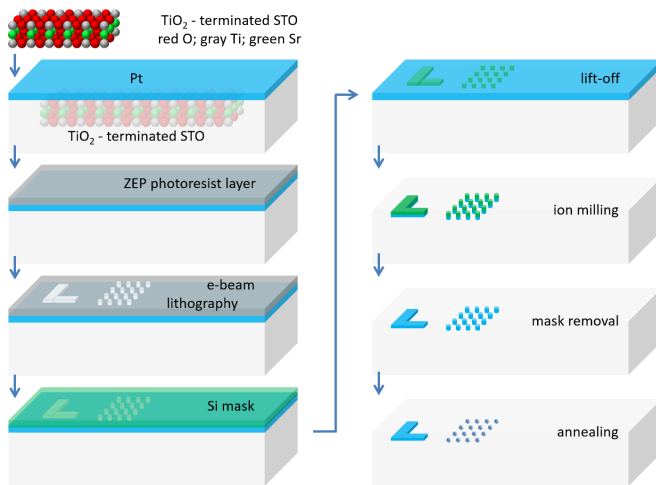 TiO₂ - terminated STO
red O; gray Ti; green Sr
Pt
TiO₂ - terminated STO
ZEP photoresist layer
e-beam
lithography
Si mask
lift-off
ion milling
mask removal
annealing